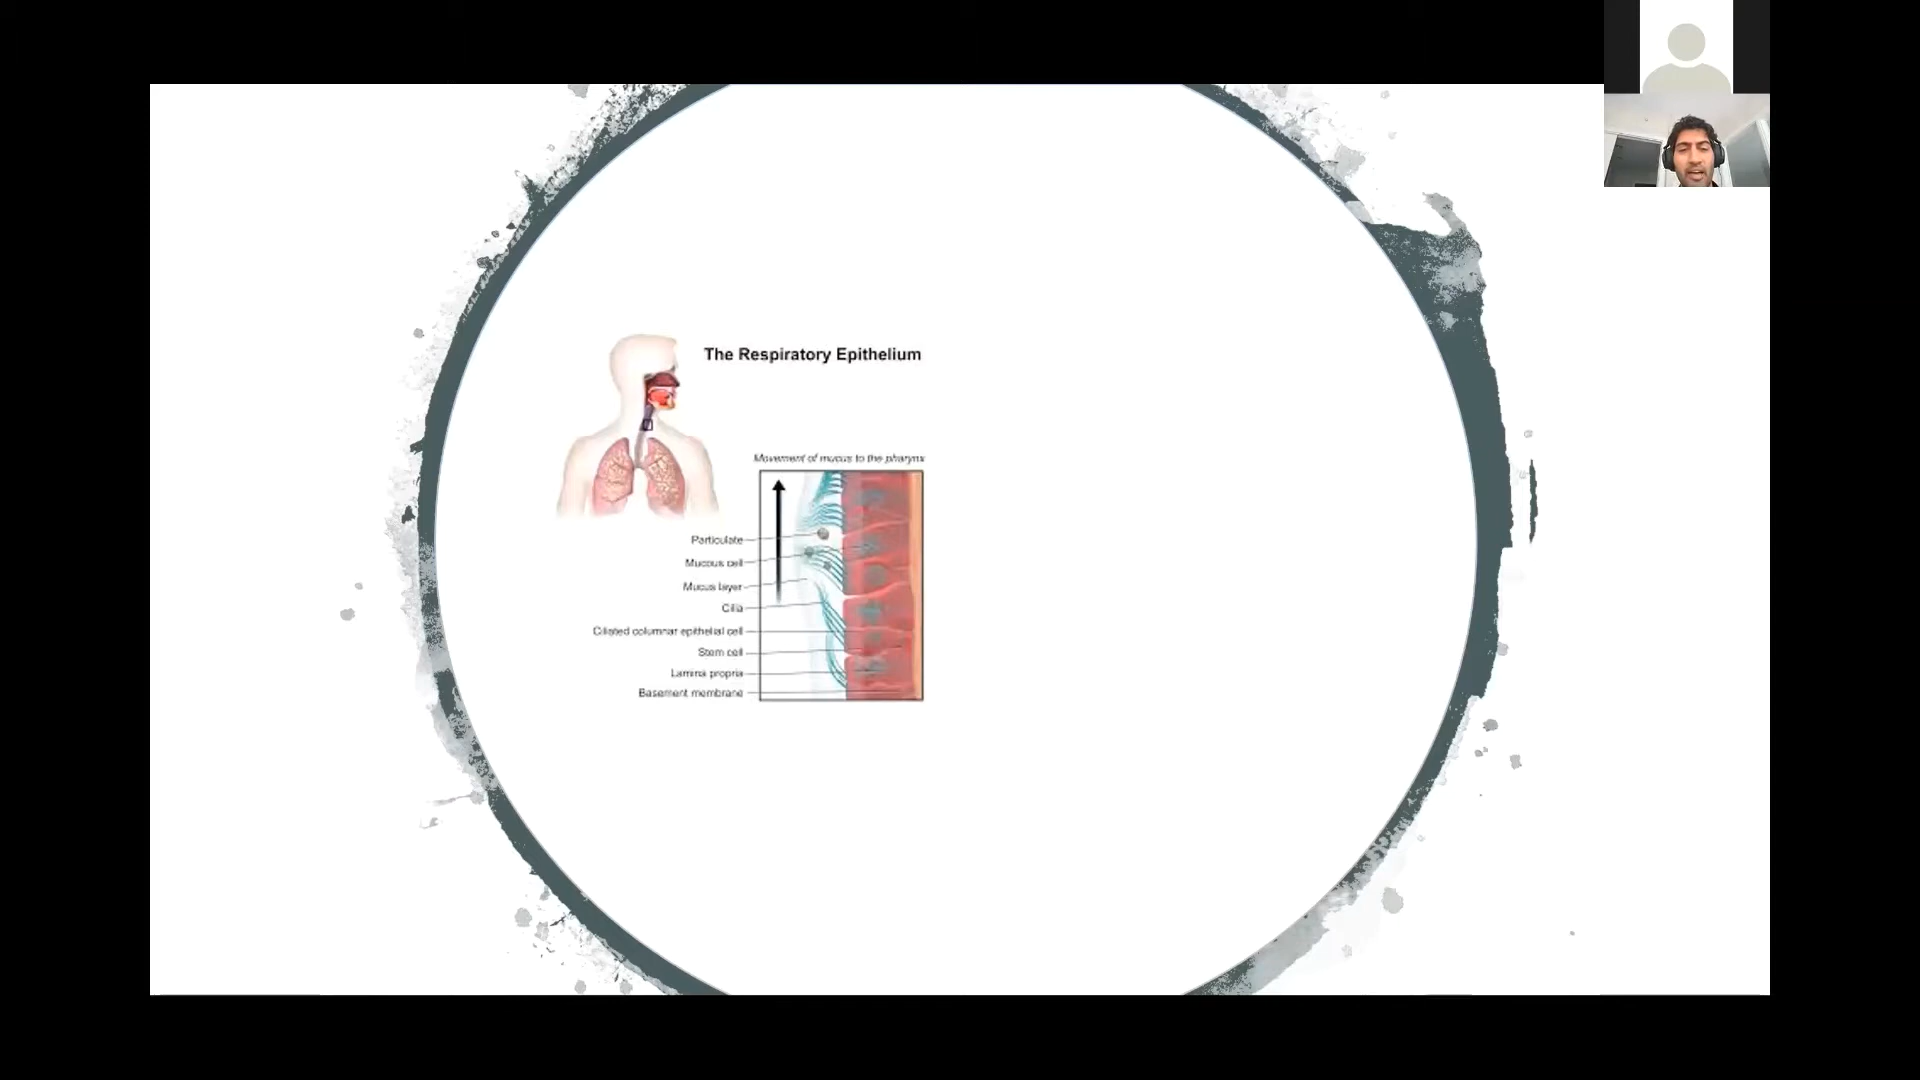 The Respiratory Epithelium
Movement of mucus to the pharynx
Particulate
Mucous cell
Mucus layer
Cilia
Ciliated columnar epithelial cell
Stem cell
Lamina propria
Basement membrane